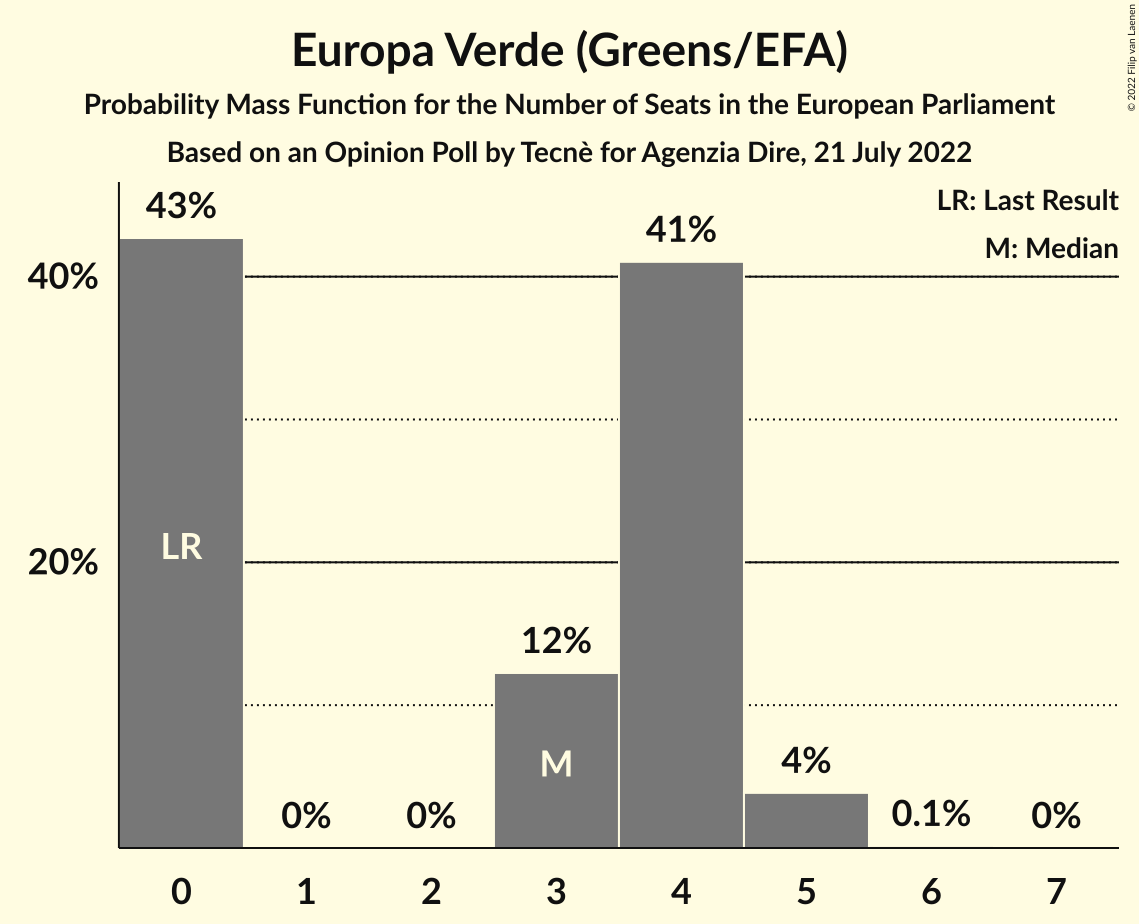 Europa Verde (Greens/EFA)
Probability Mass Function for the Number of Seats in the European Parliament
Based on an Opinion Poll by Tecnè for Agenzia Dire, 21 July 2022
© 2022 Filip van Laenen
LR: Last Result
M: Median
43%
41%
40%
LR
20%
12%
M
4%
0%
0%
0.1%
0%
0
1
2
3
4
5
6
7